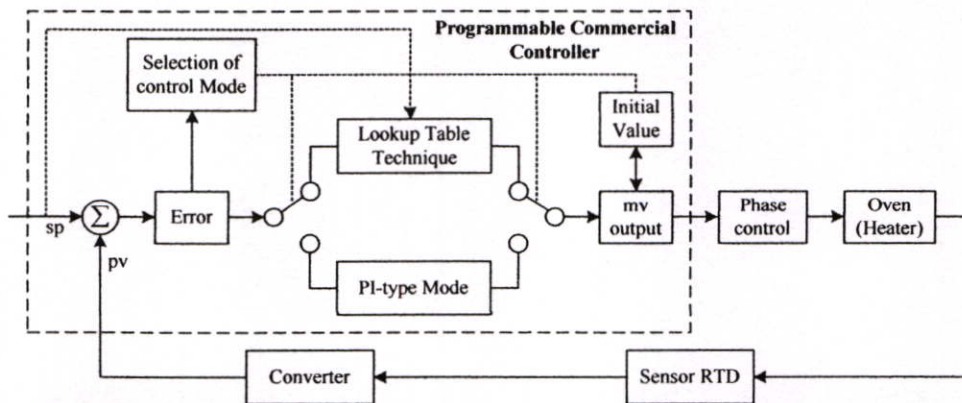 Programmable Commercial
Controller
Selection of
control Mode
Initial
Value
Lookup Table
Technique
sp
Σ
Error
mv
output
Phase
control
Oven
(Heater)
pv
PI-type Mode
Converter
Sensor RTD